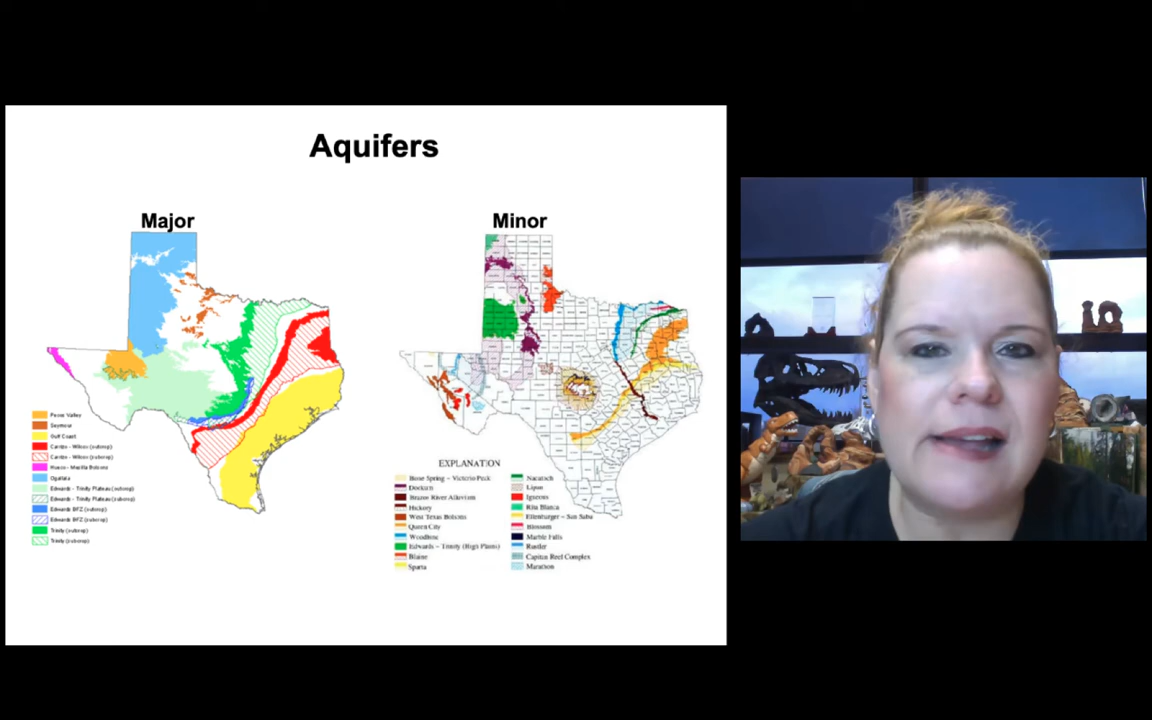 Aquifers
Major
Minor
Pecos Valley
Seymour
Gulf Coast
Carrizo - Wilcox (outcrop)
Carrizo - Wilcox (subcrop)
Hueco - Mesilla Bolsons
Ogallala
Edwards - Trinity Plateau (outcrop)
Edwards - Trinity Plateau (subcrop)
Edwards BFZ (outcrop)
Edwards BFZ (subcrop)
Trinity (outcrop)
Trinity (subcrop)
EXPLANATION
Bone Spring - Victorio Peak
Dockum
Brazos River Alluvium
Hickory
West Texas Bolsons
Queen City
Woodbine
Edwards - Trinity (High Plains)
Blaine
Sparta
Nacatoch
Lipan
Igneous
Rita Blanca
Ellenburger - San Saba
Blossom
Marble Falls
Rustler
Capitan Reef Complex
Marathon